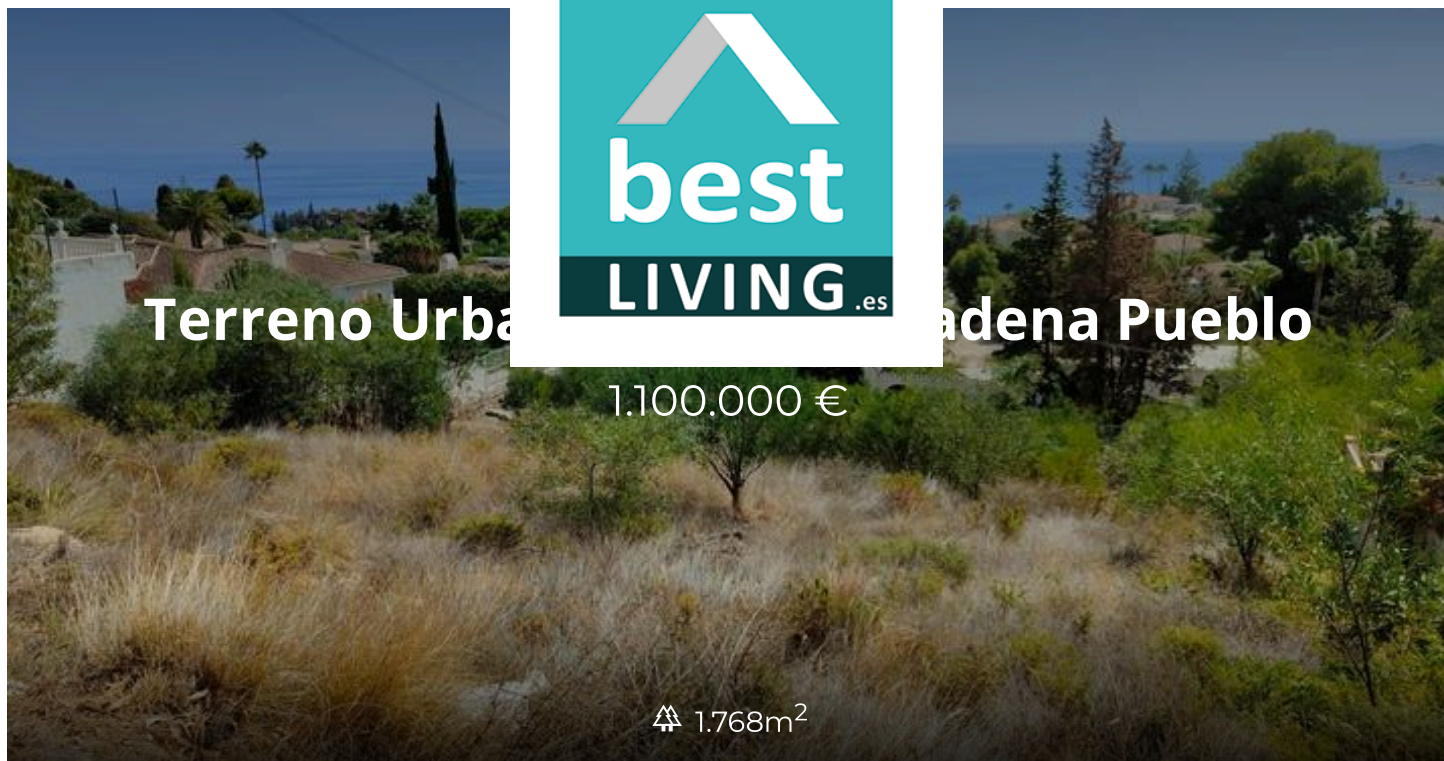 best
LIVING.es
Terreno Urba adena Pueblo
1.100.000 €
1.768m²